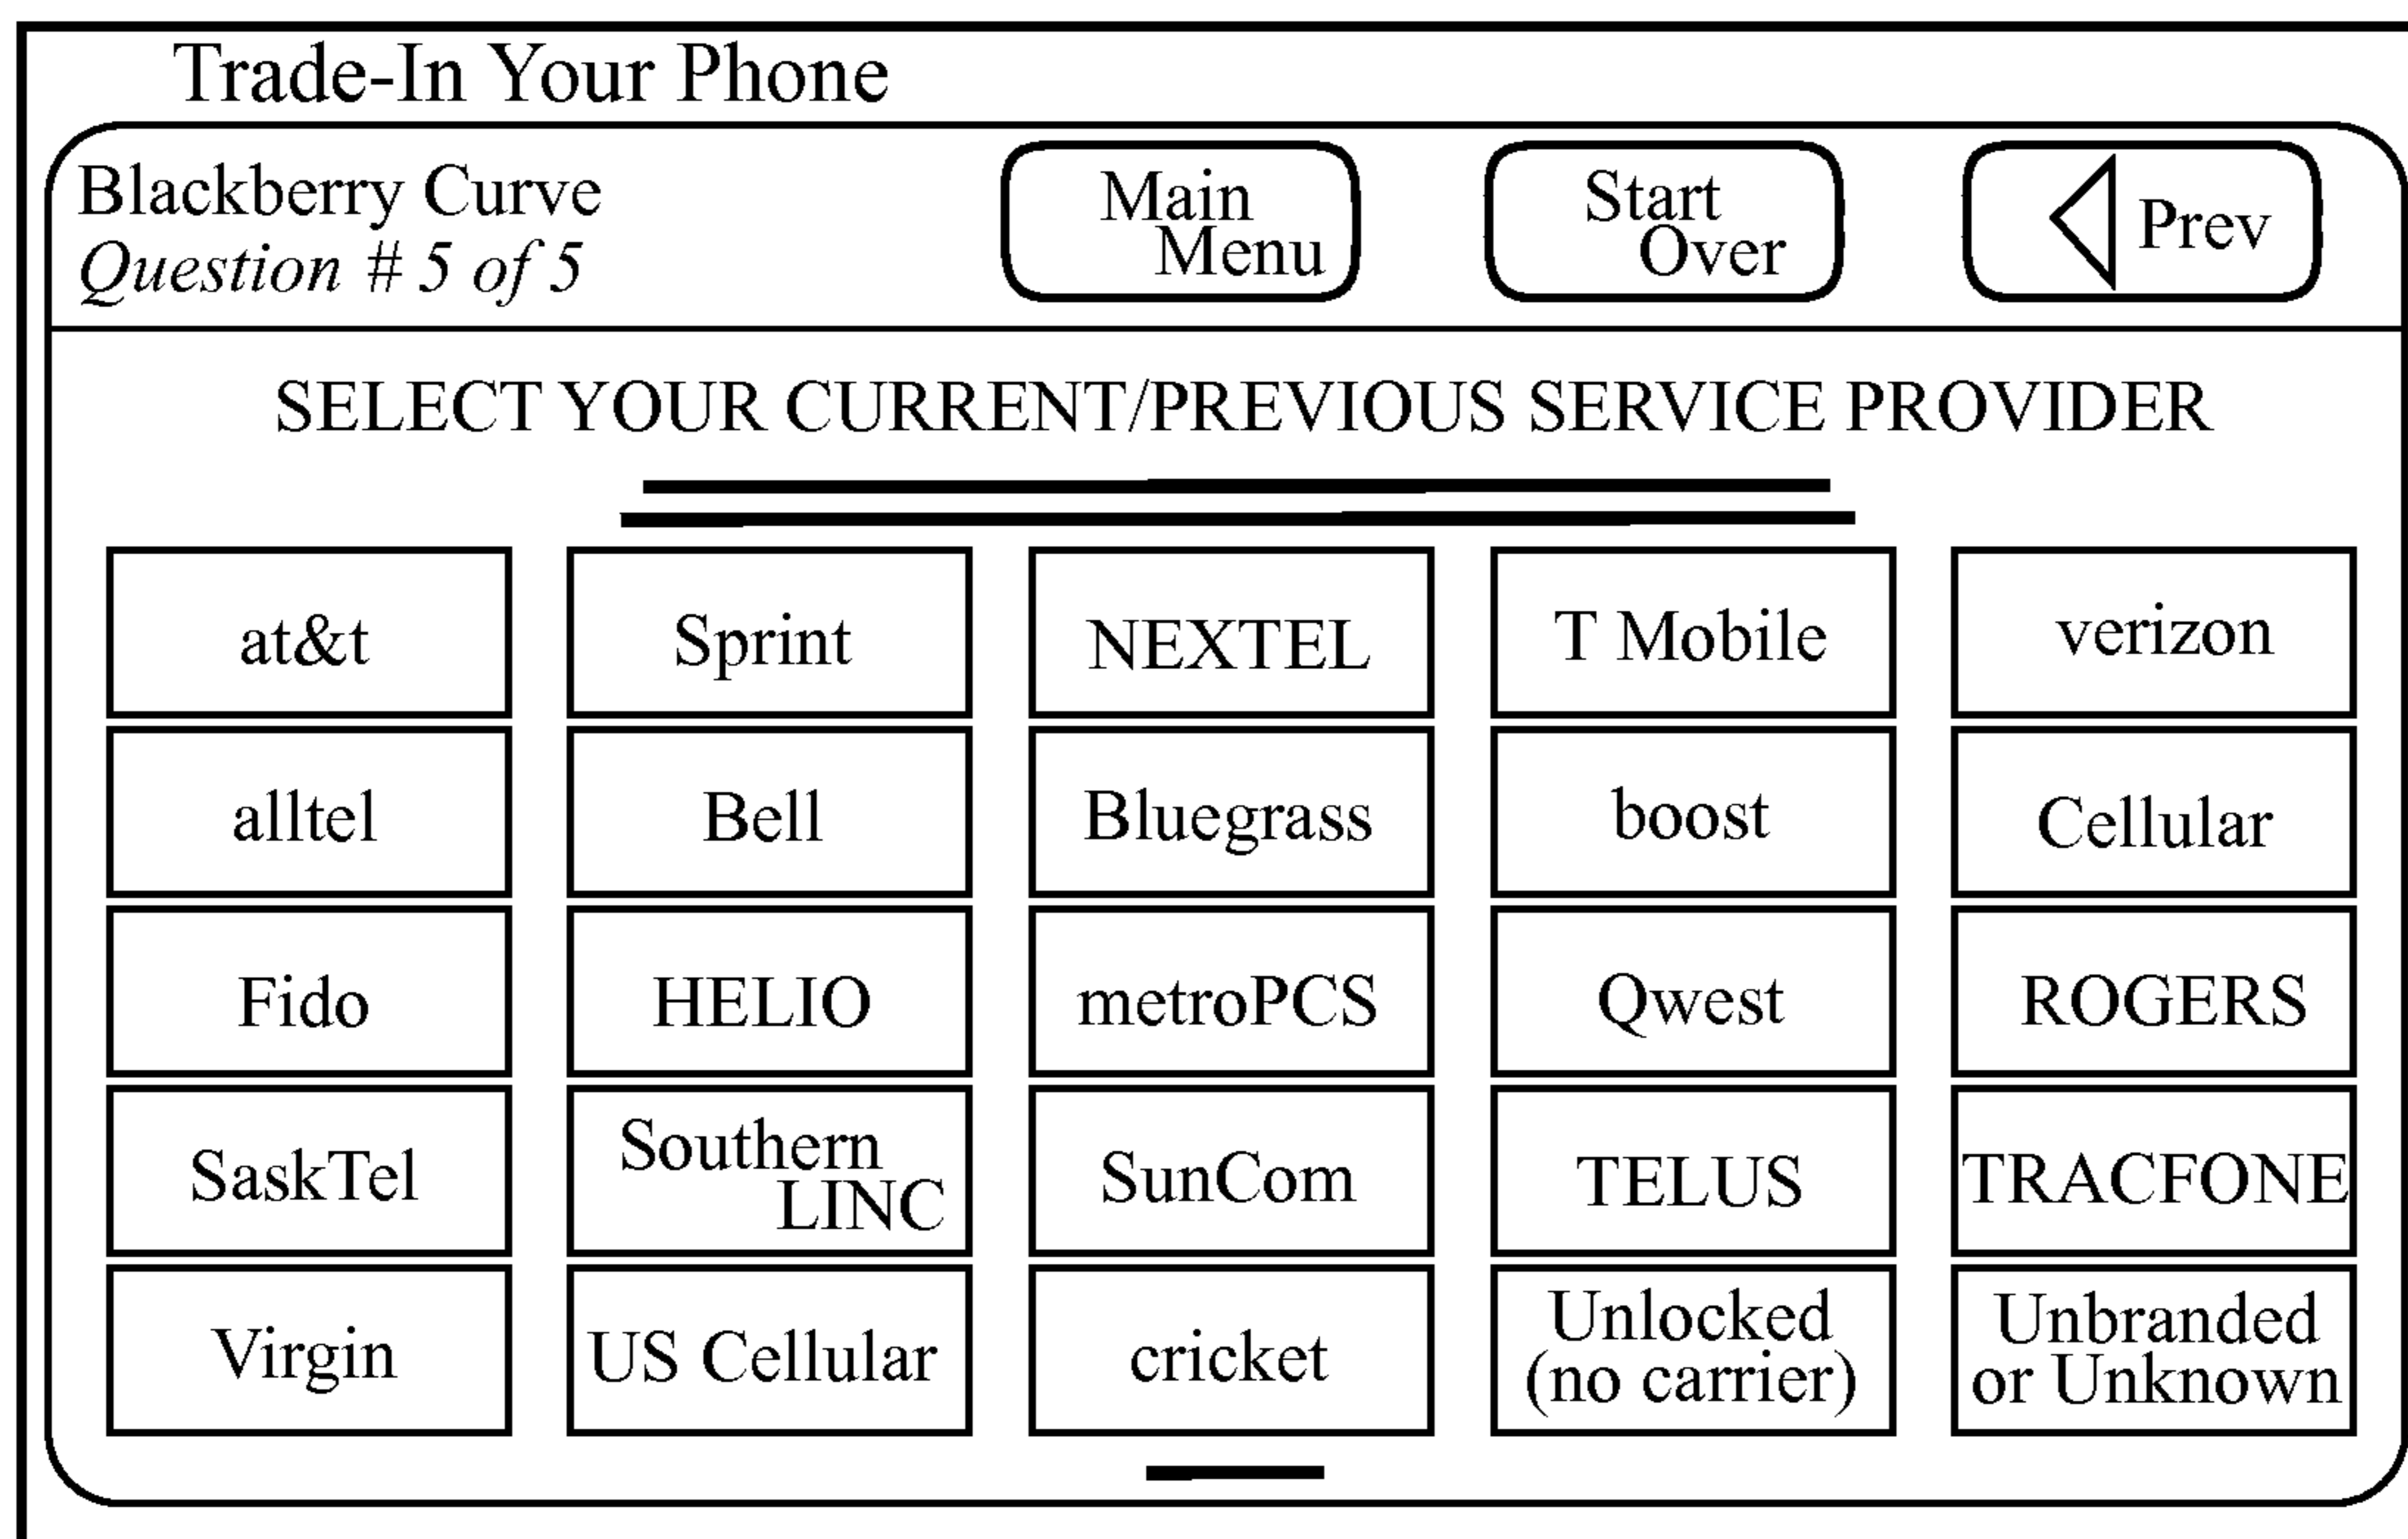 Trade-In Your Phone
Blackberry Curve
Question # 5 of 5
Main
Menu
Start
Over
Prev
SELECT YOUR CURRENT/PREVIOUS SERVICE PROVIDER
at&t
Sprint
NEXTEL
T Mobile
verizon
alltel
Bell
Bluegrass
boost
Cellular
Fido
HELIO
metroPCS
Qwest
ROGERS
SaskTel
Southern
LINC
SunCom
TELUS
TRACFONE
Virgin
US Cellular
cricket
Unlocked
(no carrier)
Unbranded
or Unknown